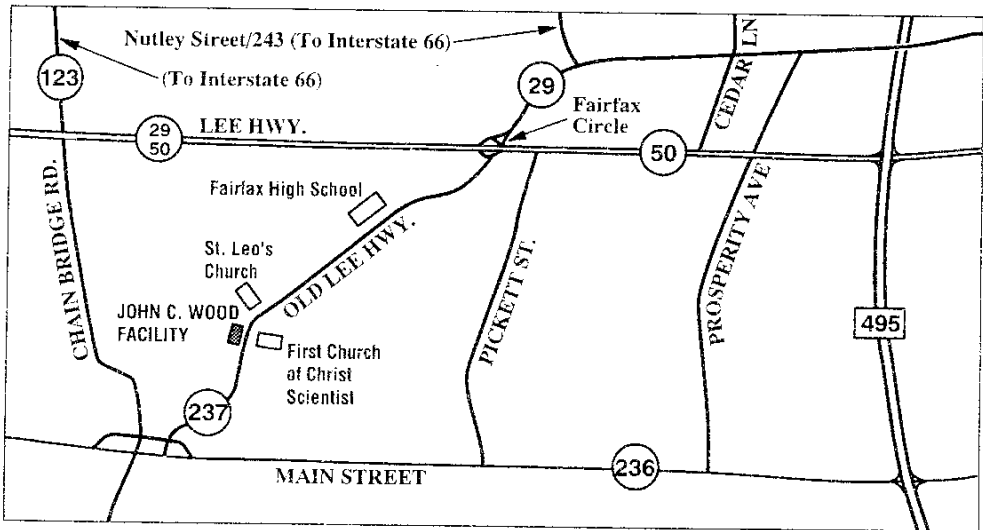 Nutley Street/243 (To Interstate 66)
(To Interstate 66)
123
29
CEDAR LN
Fairfax
Circle
29
50
LEE HWY.
50
Fairfax High School
CHAIN BRIDGE RD.
St. Leo's
Church
OLD LEE HWY.
PICKETT ST.
PROSPERITY AVE
JOHN C. WOOD
FACILITY
495
First Church
of Christ
Scientist
237
MAIN STREET
236